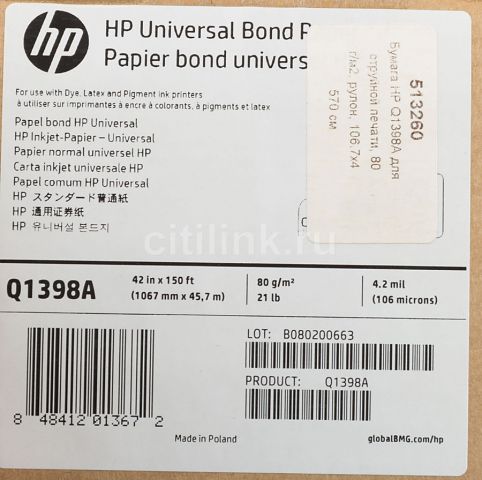 hp
HP Universal Bond
Papier bond univers
For use with Dye, Latex and Pigment ink printers
à utiliser sur imprimantes à encre à colorants, à pigments et latex
Papel bond HP Universal
HP Inkjet-Papier – Universal
Papier normal universel HP
Carta inkjet universale HP
Papel comum HP Universal
HP スタンダード普通紙
HP 通用证券纸
HP 유니버설 본드지
513260
Бумага HP Q1398A для
струйной печати, 80
г/м2, рулон, 106.7x4
570 см
citilink.ru
Q1398A
42 in x 150 ft
(1067 mm x 45,7 m)
80 g/m²
21 lb
4.2 mil
(106 microns)
LOT: B080200663
PRODUCT: Q1398A
8 48412 01367 2
Made in Poland
globalBMG.com/hp